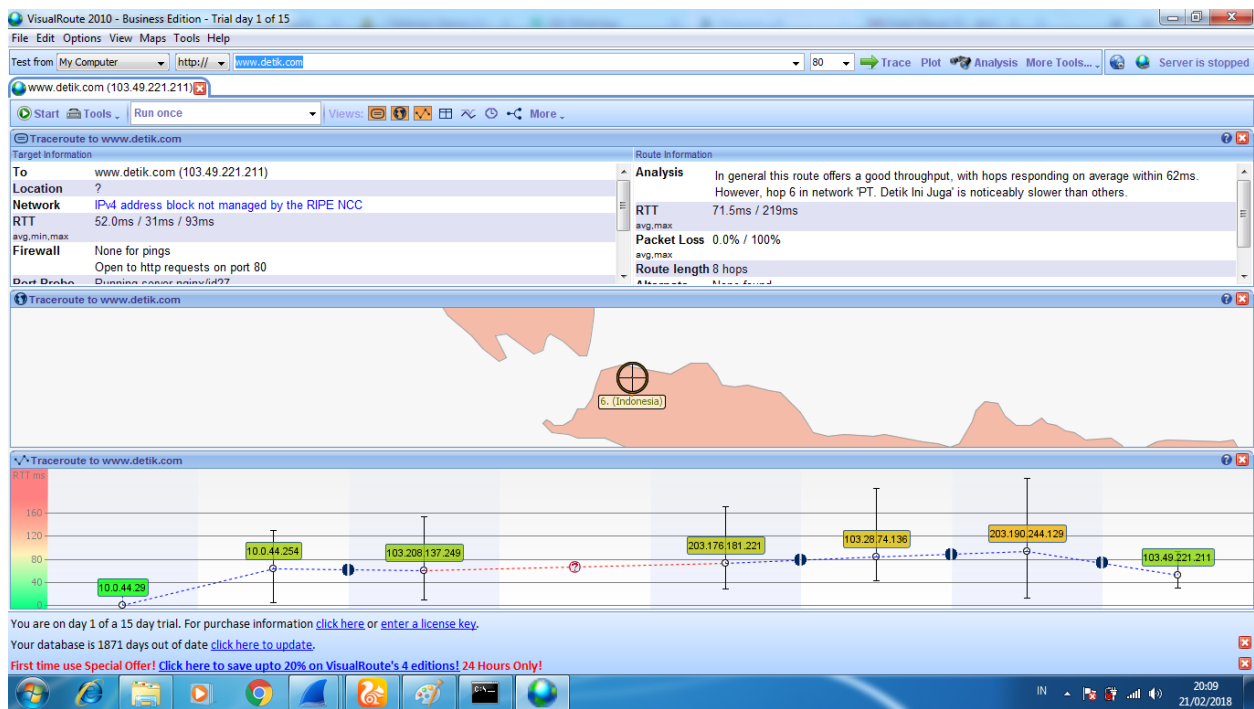 VisualRoute 2010 - Business Edition - Trial day 1 of 15
File Edit Options View Maps Tools Help
Test from My Computer http:// www.detik.com 80 Trace Plot Analysis More Tools... Server is stopped
www.detik.com (103.49.221.211)
Start Tools Run once Views: More
Traceroute to www.detik.com
Target Information
To www.detik.com (103.49.221.211)
Location ?
Network IPv4 address block not managed by the RIPE NCC
RTT 52.0ms / 31ms / 93ms
avg,min,max
Firewall None for pings
Open to http requests on port 80
Port Probe Running server nginx/id27
Route Information
Analysis In general this route offers a good throughput, with hops responding on average within 62ms.
However, hop 6 in network 'PT. Detik Ini Juga' is noticeably slower than others.
RTT 71.5ms / 219ms
avg,max
Packet Loss 0.0% / 100%
avg,max
Route length 8 hops
Alternate None found
Traceroute to www.detik.com
6. (Indonesia)
Traceroute to www.detik.com
RTT ms
160
120
80
40
0
10.0.44.29
10.0.44.254
103.208.137.249
?
203.176.181.221
103.28.74.136
203.190.244.129
103.49.221.211
You are on day 1 of a 15 day trial. For purchase information click here or enter a license key.
Your database is 1871 days out of date click here to update.
First time use Special Offer! Click here to save upto 20% on VisualRoute's 4 editions! 24 Hours Only!
IN
20:09
21/02/2018